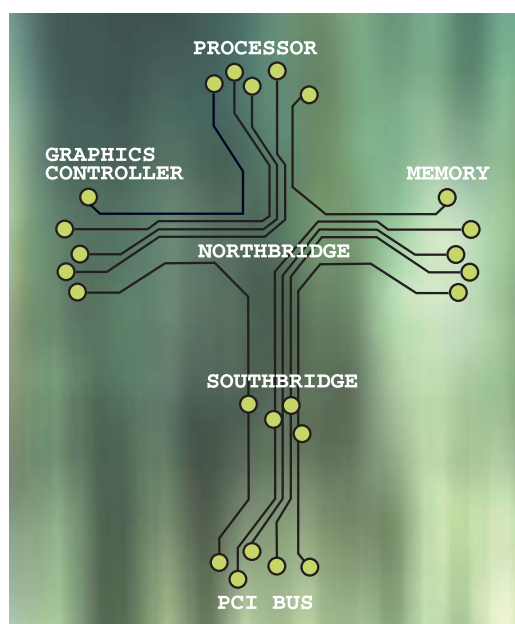 PROCESSOR
GRAPHICS
CONTROLLER
MEMORY
NORTHBRIDGE
SOUTHBRIDGE
PCI BUS